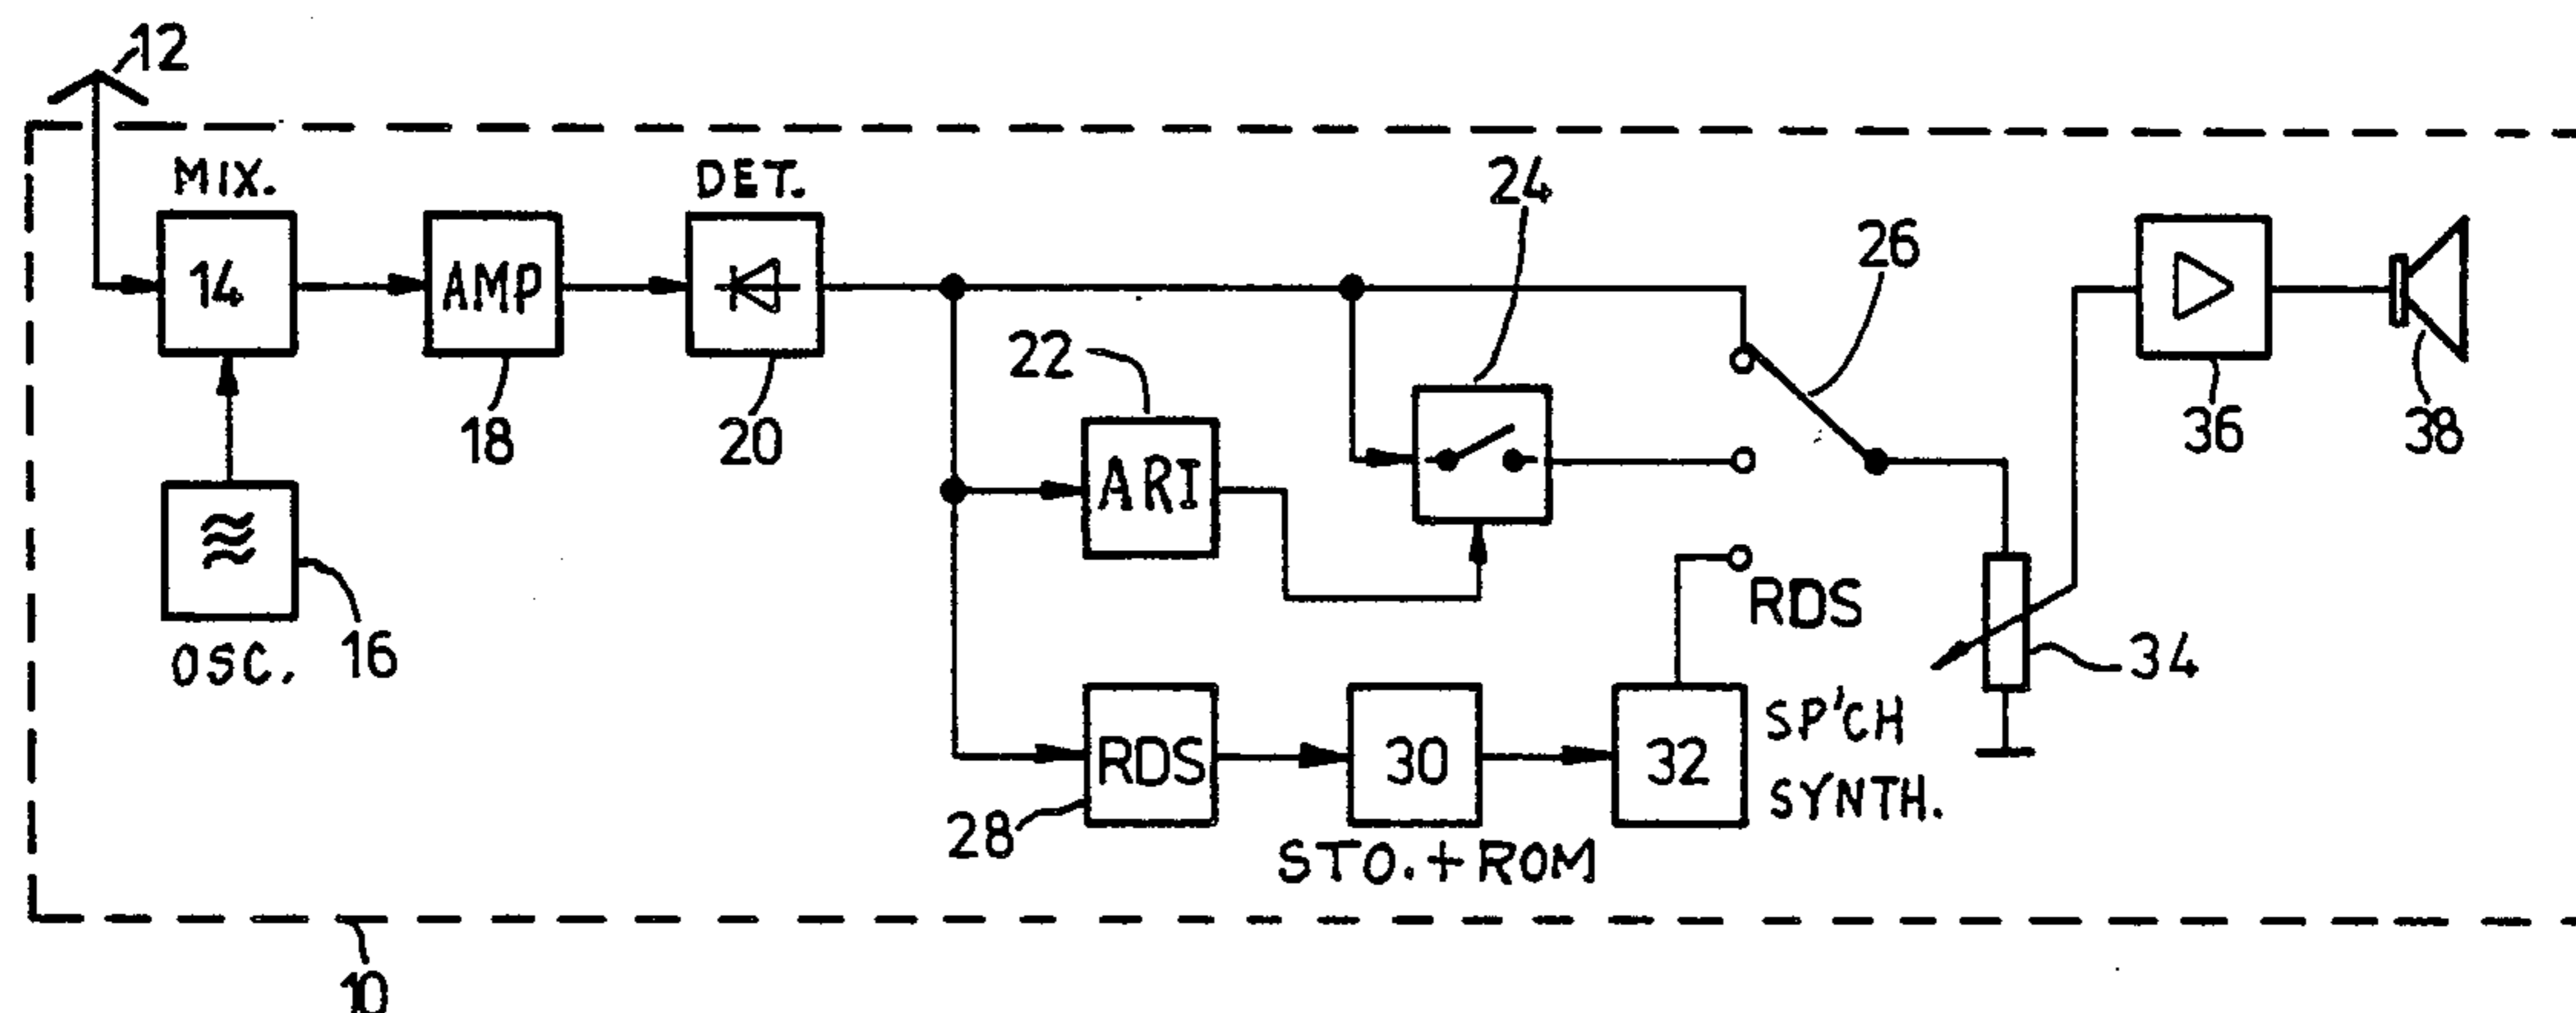 12
MIX.
DET.
24
26
14
AMP
22
18
20
36
38
ARI
16
OSC.
RDS
34
RDS
30
32
SP'CH
SYNTH.
28
STO.+ROM
10